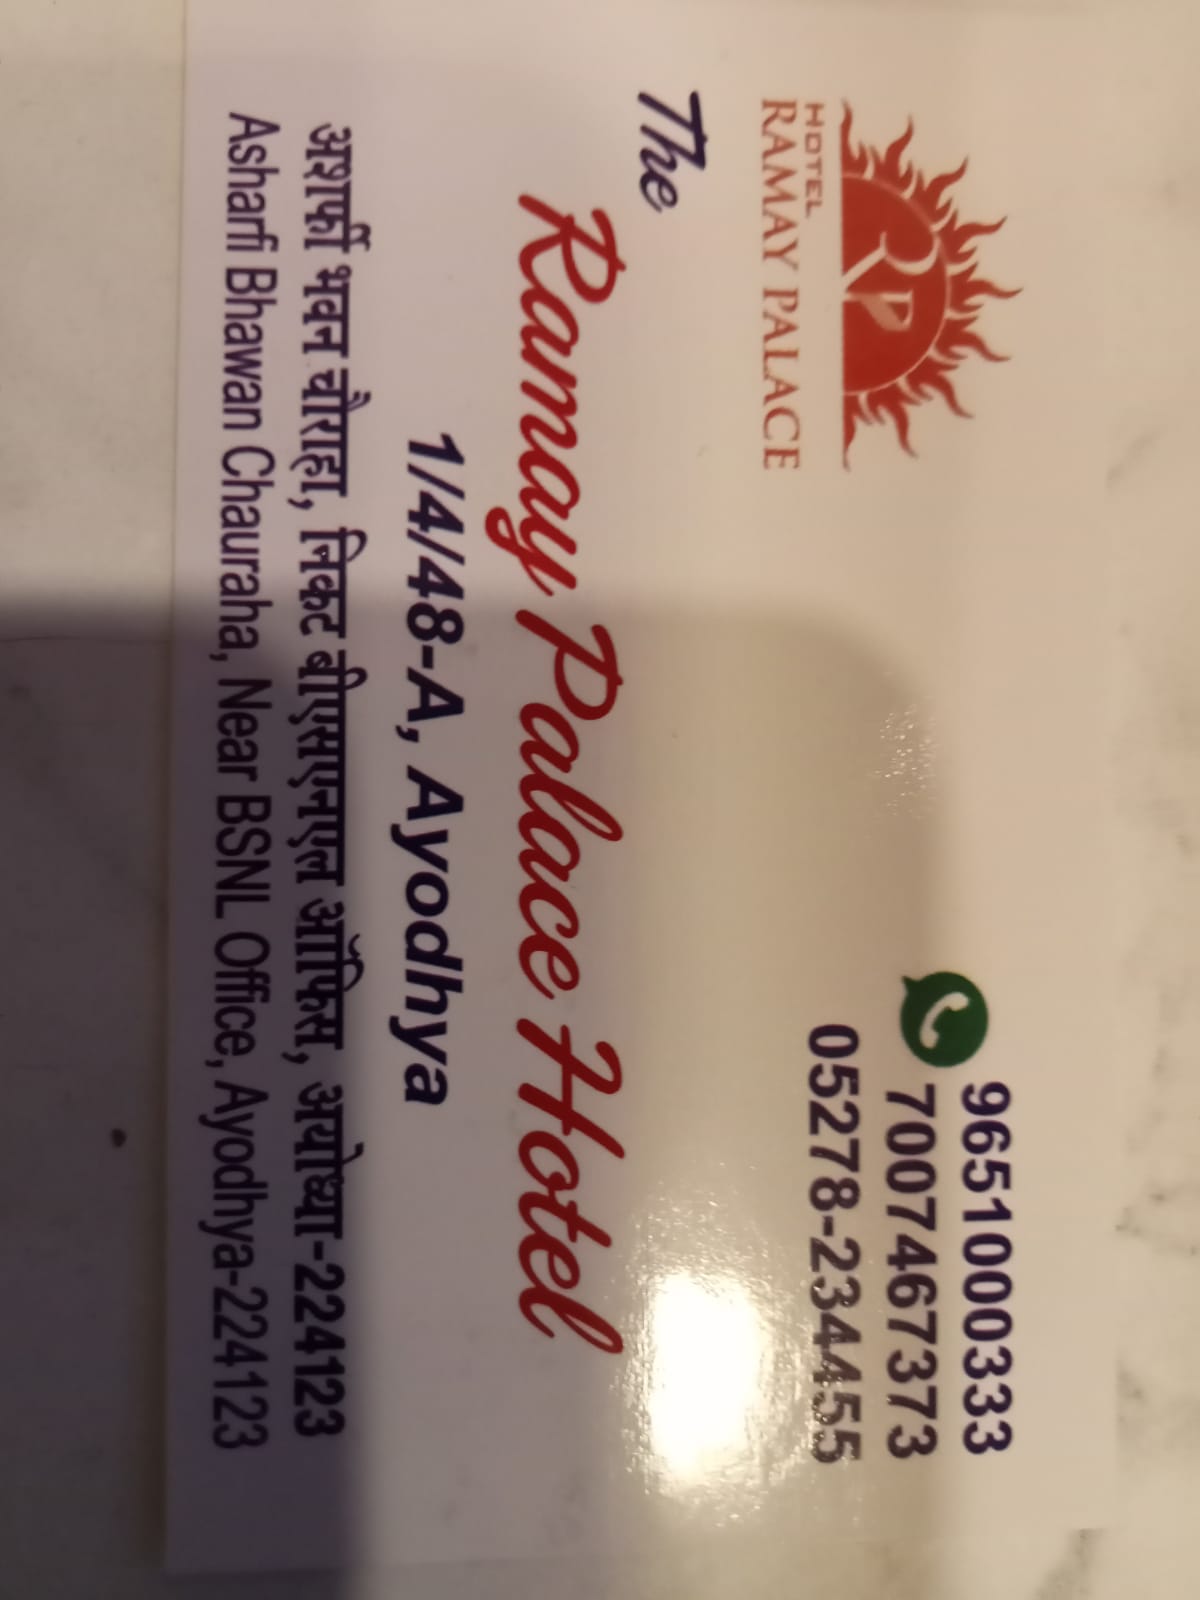 RP
HOTEL
RAMAY PALACE
9651000333
7007467373
05278-234455
The
Ramay Palace Hotel
1/4/48-A, Ayodhya
अशर्फी भवन चौराहा, निकट बीएसएनएल ऑफिस, अयोध्या-224123
Asharfi Bhawan Chauraha, Near BSNL Office, Ayodhya-224123